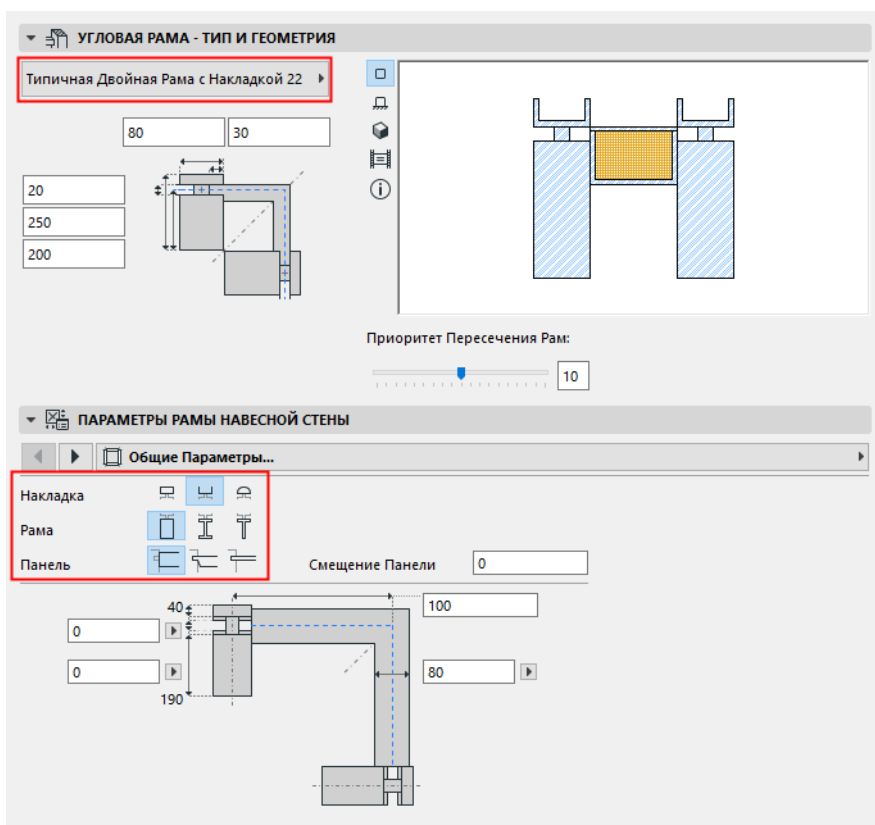 УГЛОВАЯ РАМА - ТИП И ГЕОМЕТРИЯ
Типичная Двойная Рама с Накладкой 22
80 30
20
250
200
Приоритет Пересечения Рам:
10
ПАРАМЕТРЫ РАМЫ НАВЕСНОЙ СТЕНЫ
Общие Параметры...
Накладка
Рама
Панель Смещение Панели 0
40 100
0
0 80
190